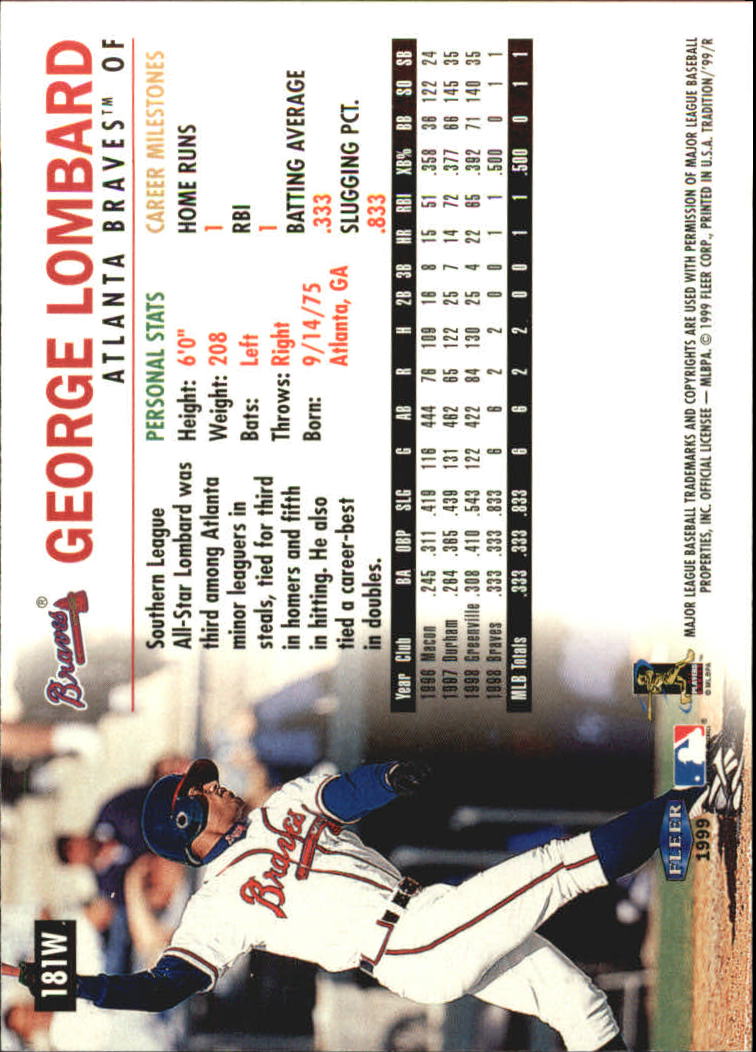 181W
Braves®
GEORGE LOMBARD
ATLANTA BRAVES™ OF
Southern League
All-Star Lombard was
third among Atlanta
minor leaguers in
steals, tied for third
in homers and fifth
in hitting. He also
tied a career-best
in doubles.
PERSONAL STATS
Height: 6'0"
Weight: 208
Bats: Left
Throws: Right
Born: 9/14/75
Atlanta, GA
CAREER MILESTONES
HOME RUNS
1
RBI
1
BATTING AVERAGE
.333
SLUGGING PCT.
.833
Year Club BA OBP SLG G AB R H 2B 3B HR RBI XB% BB SO SB
1996 Macon .245 .311 .419 116 444 76 109 16 8 15 51 .358 36 122 24
1997 Durham .264 .365 .439 131 462 65 122 25 7 14 72 .377 66 145 35
1998 Greenville .308 .410 .543 122 422 84 130 25 4 22 65 .392 71 140 35
1998 Braves .333 .333 .833 6 6 2 2 0 0 1 1 .500 0 1 1
MLB Totals .333 .333 .833 6 6 2 2 0 0 1 1 .500 0 1 1
Braves
FLEER
1999
PLAYERS
© MLBPA
MAJOR LEAGUE BASEBALL TRADEMARKS AND COPYRIGHTS ARE USED WITH PERMISSION OF MAJOR LEAGUE BASEBALL
PROPERTIES, INC. OFFICIAL LICENSEE — MLBPA. © 1999 FLEER CORP., PRINTED IN U.S.A. TRADITION/'99/R